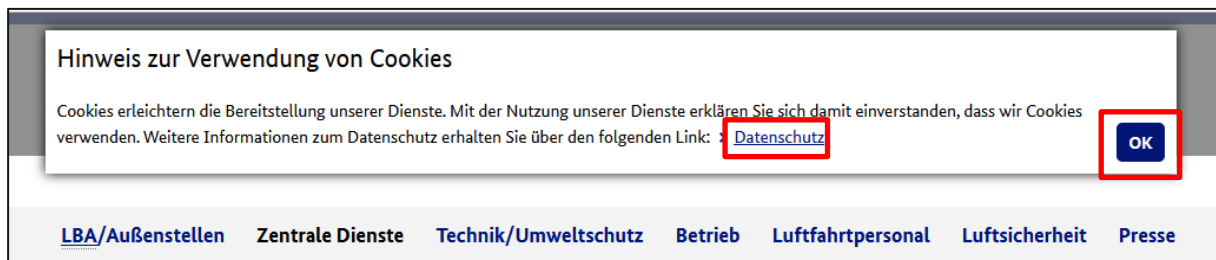 Hinweis zur Verwendung von Cookies
Cookies erleichtern die Bereitstellung unserer Dienste. Mit der Nutzung unserer Dienste erklären Sie sich damit einverstanden, dass wir Cookies
verwenden. Weitere Informationen zum Datenschutz erhalten Sie über den folgenden Link: Datenschutz
OK
LBA/Außenstellen Zentrale Dienste Technik/Umweltschutz Betrieb Luftfahrtpersonal Luftsicherheit Presse